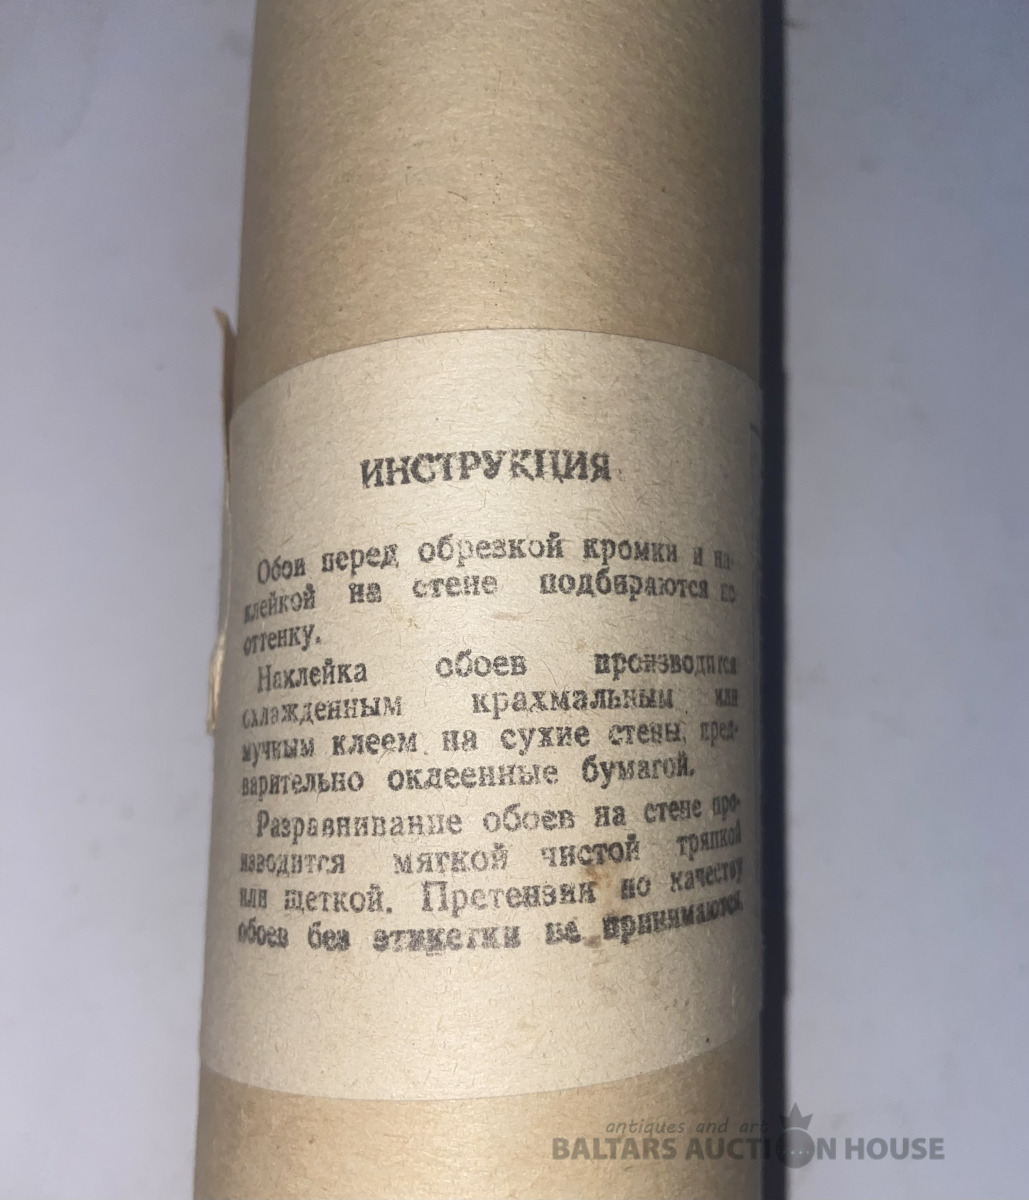 ИНСТРУКЦИЯ
Обои перед обрезкой кромки и на-
клейкой на стене подбираются по
оттенку.
Наклейка обоев производится
охлажденным крахмальным или
мучным клеем на сухие стены, пред-
варительно оклеенные бумагой.
Разравнивание обоев на стене про-
изводится мягкой чистой тряпкой
или щеткой. Претензии по качеству
обоев без этикетки не принимаются.
antiques and art
BALTARS AUCTION HOUSE